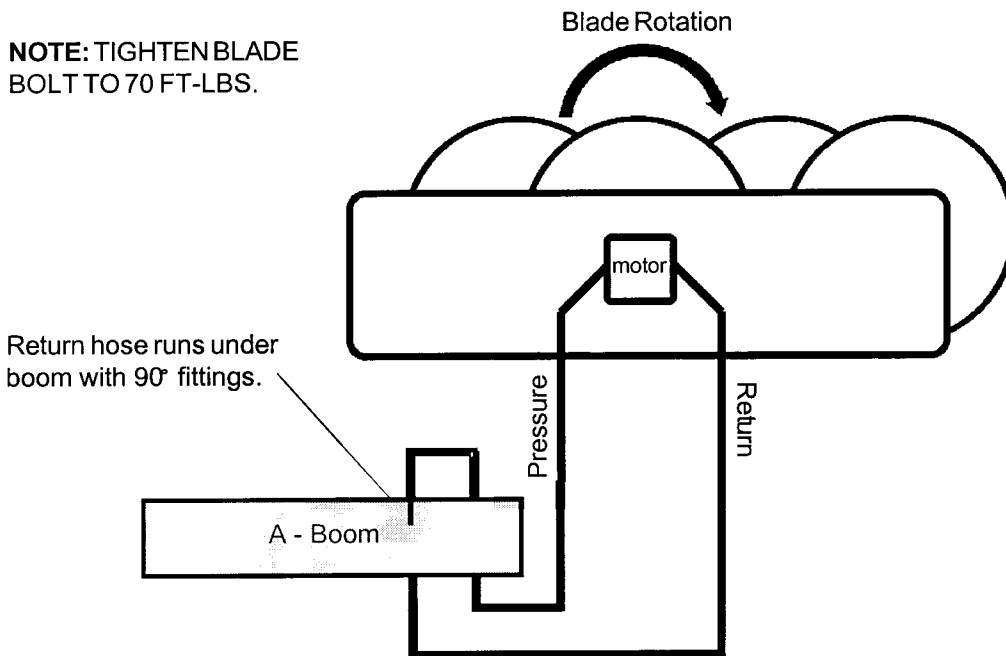 Blade Rotation
NOTE: TIGHTEN BLADE
BOLT TO 70 FT-LBS.
motor
Return hose runs under
boom with 90° fittings.
Pressure
Return
A - Boom